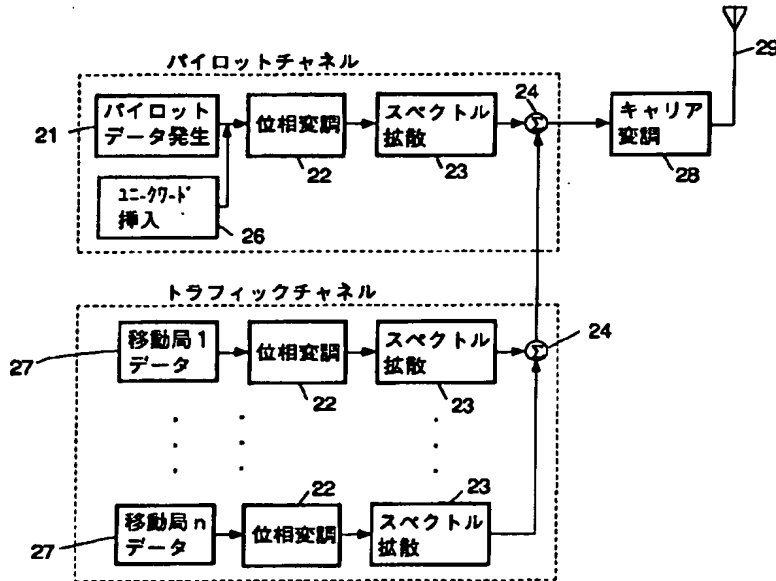 パイロットチャネル
21
パイロット
データ発生
位相変調
22
スペクトル
拡散
23
24
Σ
キャリア
変調
28
29
ユニークワード
挿入
26
トラフィックチャネル
27
移動局1
データ
位相変調
22
スペクトル
拡散
23
Σ
24
27
移動局n
データ
位相変調
22
スペクトル
拡散
23